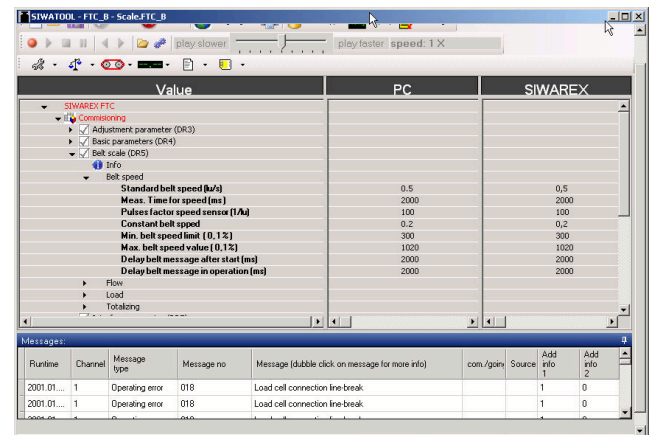 SIWATOOL - FTC_B - Scale.FTC_B
play slower play faster speed: 1 X
Value PC SIWAREX
SIWAREX FTC
Commisioning
Adjustment parameter (DR3)
Basic parameters (DR4)
Belt scale (DR5)
Info
Belt speed
Standard belt speed (lu/s) 0.5 0,5
Meas. Time for speed (ms) 2000 2000
Pulses factor speed sensor (1/lu) 100 100
Constant belt spped 0.2 0,2
Min. belt speed limit ( 0,1%) 300 300
Max. belt speed value ( 0,1%) 1020 1020
Delay belt message after start (ms) 2000 2000
Delay belt message in operation (ms) 2000 2000
Flow
Load
Totalizing
Messages:
Runtime Channel Message type Message no Message (dubble click on message for more info) com./goin Source Add info 1 Add info 2
2001.01.... 1 Operating error 018 Load cell connection line-break 1 0
2001.01.... 1 Operating error 018 Load cell connection line-break 1 0